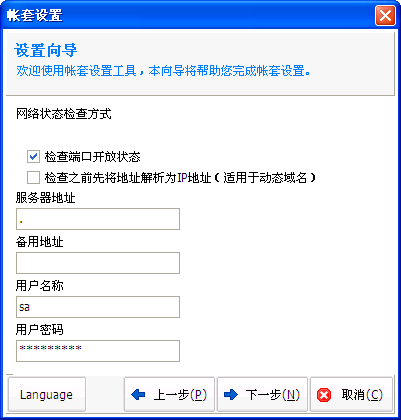 帐套设置
设置向导
欢迎使用帐套设置工具，本向导将帮助您完成帐套设置。
网络状态检查方式
检查端口开放状态
检查之前先将地址解析为IP地址（适用于动态域名）
服务器地址
.
备用地址
用户名称
sa
用户密码
*********
Language 上一步(P) 下一步(N) 取消(C)